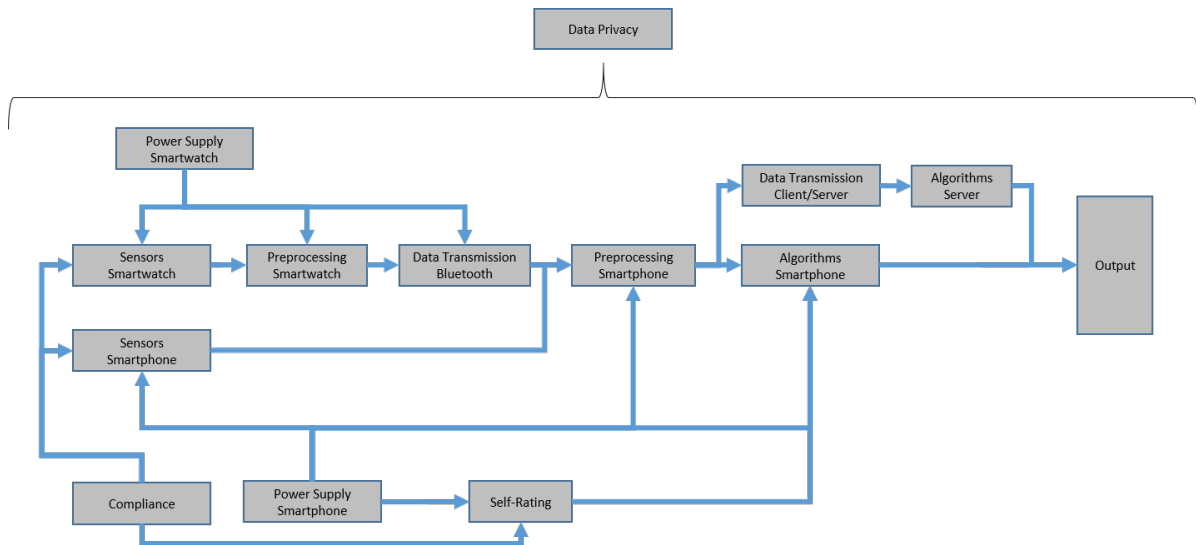 Data Privacy
Power Supply
Smartwatch
Data Transmission
Client/Server
Algorithms
Server
Sensors
Smartwatch
Preprocessing
Smartwatch
Data Transmission
Bluetooth
Preprocessing
Smartphone
Algorithms
Smartphone
Output
Sensors
Smartphone
Compliance
Power Supply
Smartphone
Self-Rating